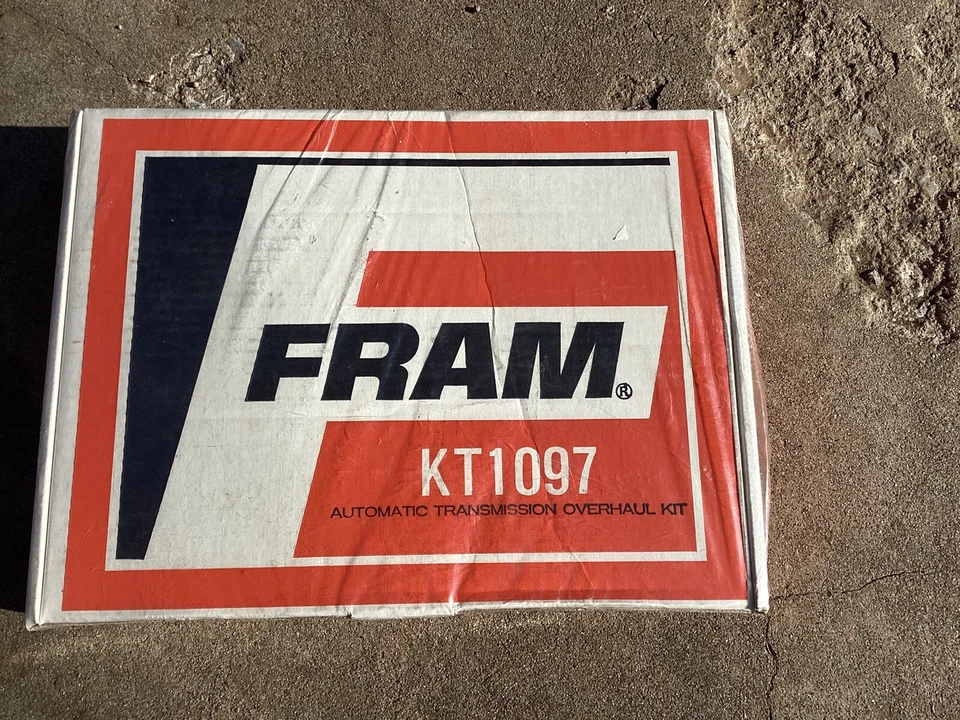 FRAM®
KT1097
AUTOMATIC TRANSMISSION OVERHAUL KIT